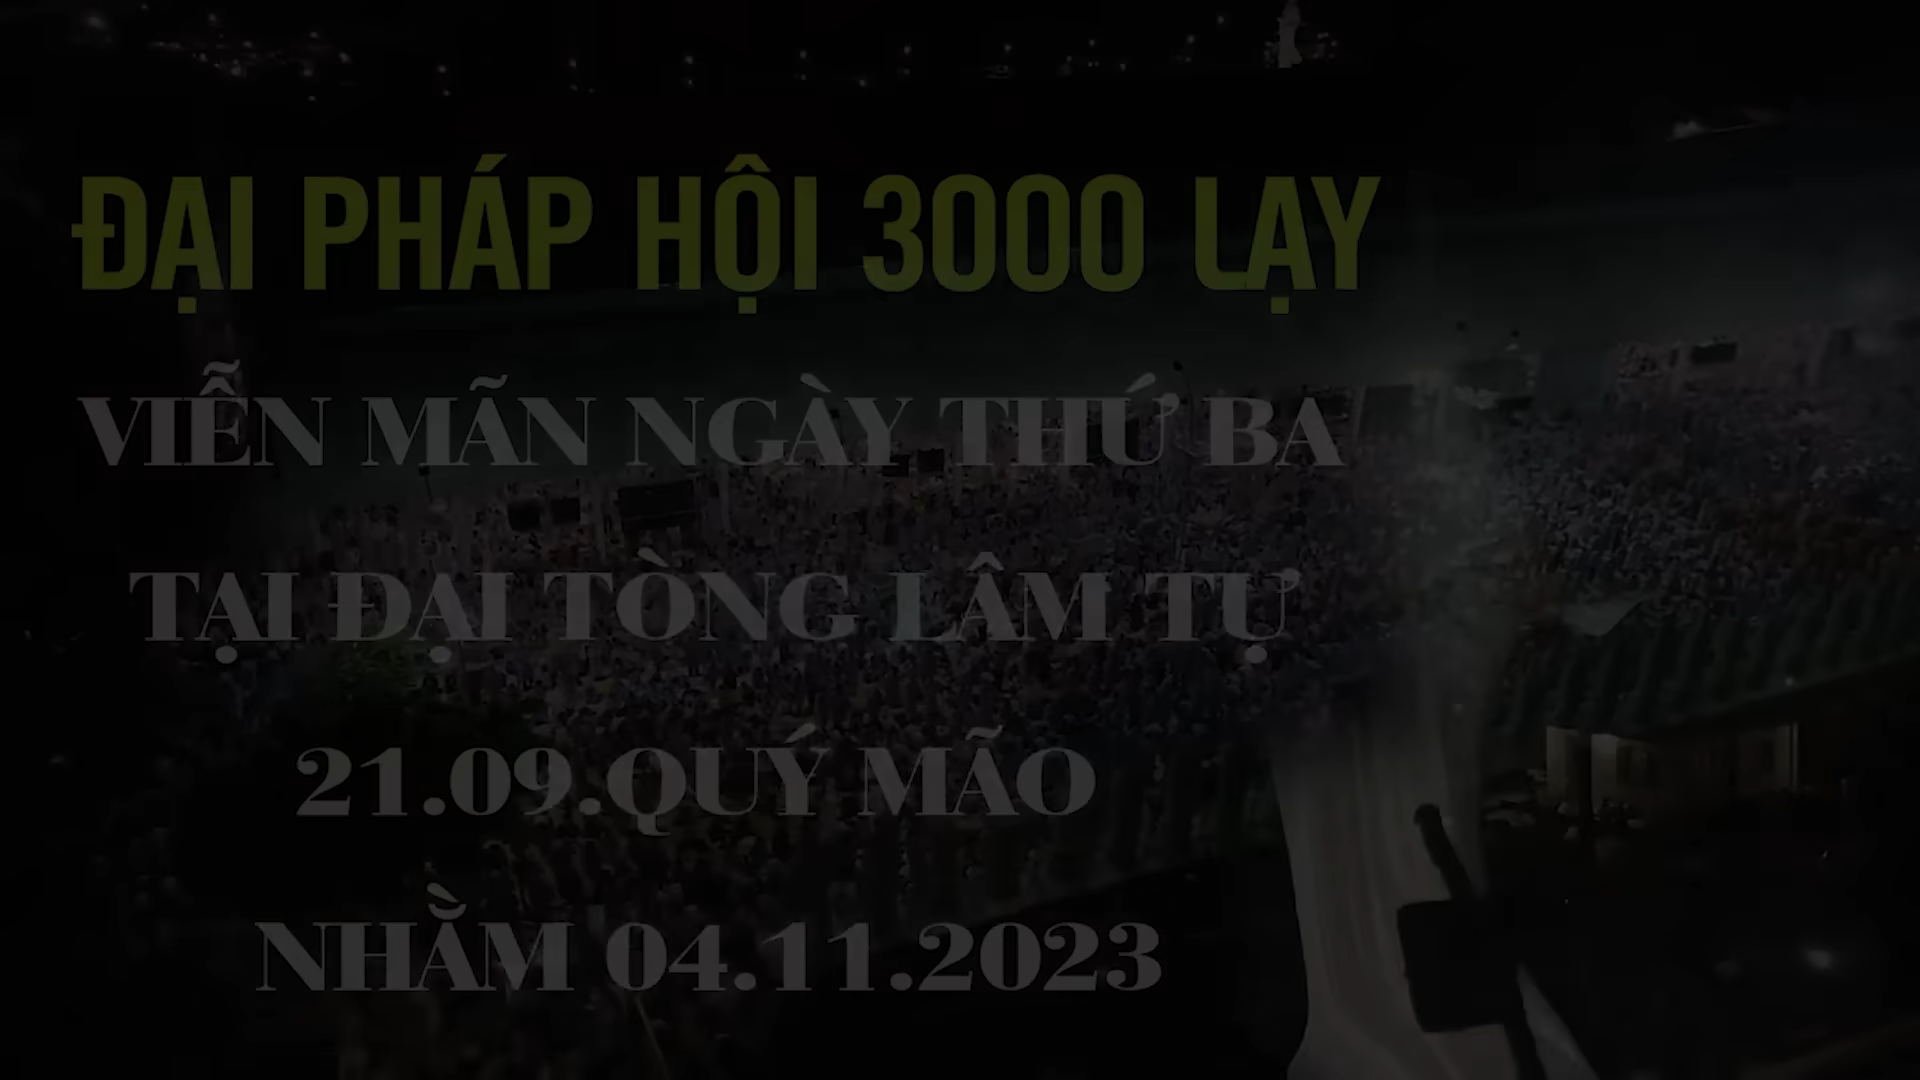 ĐẠI PHÁP HỘI 3000 LẠY
VIỄN MÃN NGÀY THỨ BA
TẠI ĐẠI TÒNG LÂM TỰ
21.09.QUÝ MÃO
NHẰM 04.11.2023